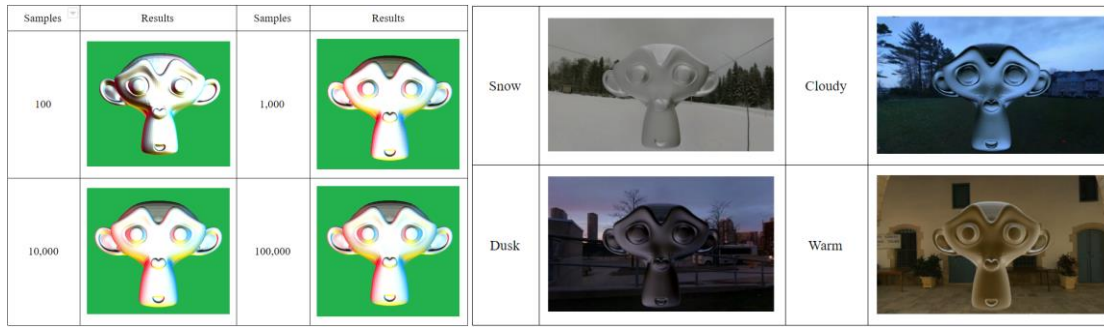 Samples Results Samples Results
100 1,000
10,000 100,000
Snow Cloudy
Dusk Warm